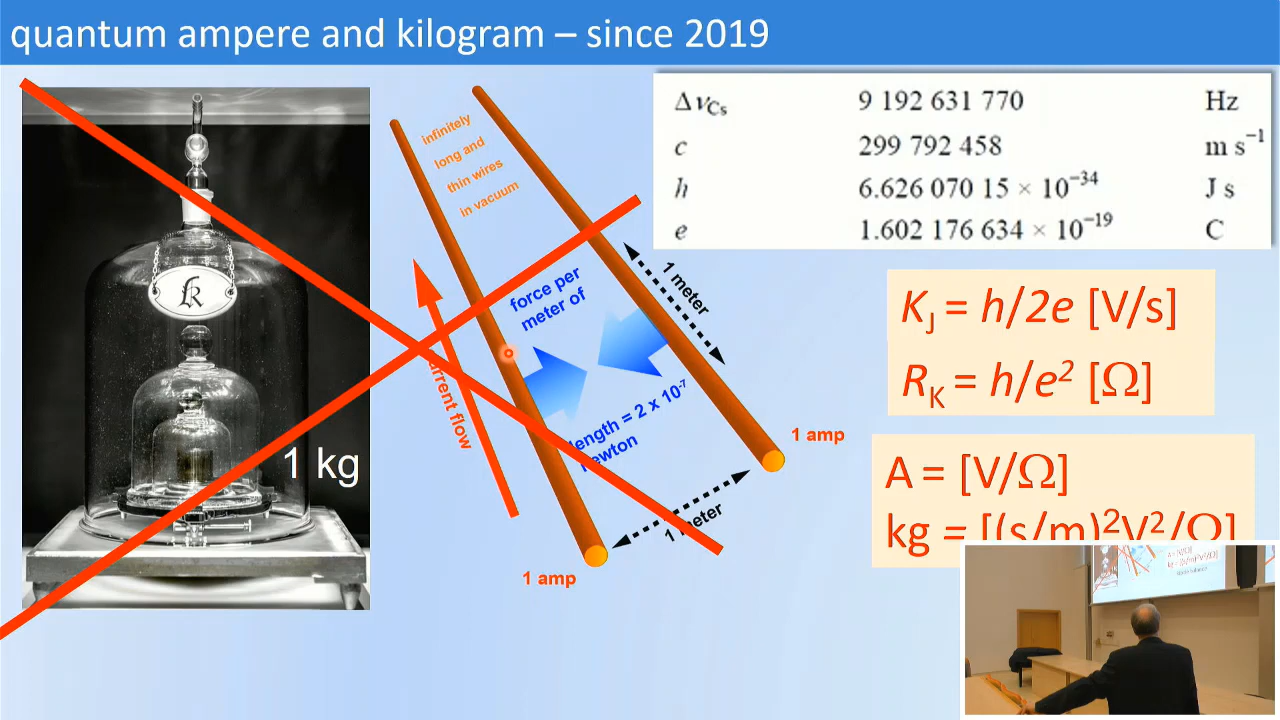 quantum ampere and kilogram – since 2019
k
1 kg
infinitely
long and
thin wires
in vacuum
force per
meter of
length = 2 x 10⁻⁷
newton
current flow
1 meter
1 meter
1 amp
1 amp
Δν_Cs 9 192 631 770 Hz
c 299 792 458 m s⁻¹
h 6.626 070 15 × 10⁻³⁴ J s
e 1.602 176 634 × 10⁻¹⁹ C
K_J = h/2e [V/s]
R_K = h/e² [Ω]
A = [V/Ω]
kg = [(s/m)²V²/Ω]